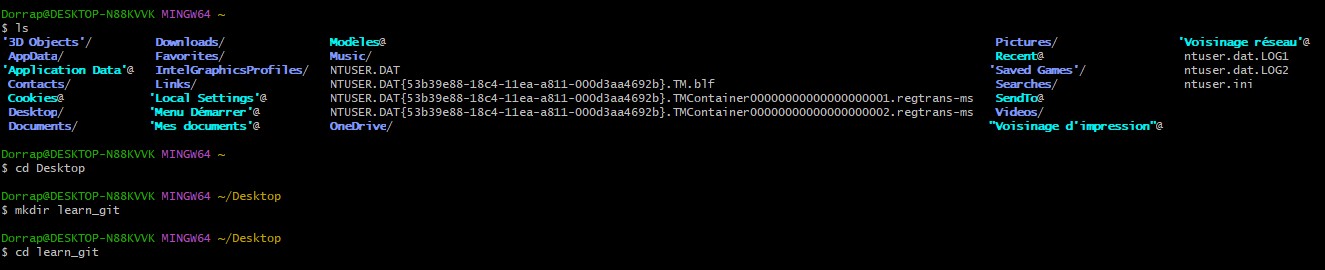 Dorrap@DESKTOP-N88KVVK MINGW64 ~
$ ls
'3D Objects'/ Downloads/ Modèles@ Pictures/ 'Voisinage réseau'@
AppData/ Favorites/ Music/ Recent@ ntuser.dat.LOG1
'Application Data'@ IntelGraphicsProfiles/ NTUSER.DAT 'Saved Games'/ ntuser.dat.LOG2
Contacts/ Links/ NTUSER.DAT{53b39e88-18c4-11ea-a811-000d3aa4692b}.TM.blf Searches/ ntuser.ini
Cookies@ 'Local Settings'@ NTUSER.DAT{53b39e88-18c4-11ea-a811-000d3aa4692b}.TMContainer00000000000000000001.regtrans-ms SendTo@
Desktop/ 'Menu Démarrer'@ NTUSER.DAT{53b39e88-18c4-11ea-a811-000d3aa4692b}.TMContainer00000000000000000002.regtrans-ms Videos/
Documents/ 'Mes documents'@ OneDrive/ "Voisinage d'impression"@
Dorrap@DESKTOP-N88KVVK MINGW64 ~
$ cd Desktop
Dorrap@DESKTOP-N88KVVK MINGW64 ~/Desktop
$ mkdir learn_git
Dorrap@DESKTOP-N88KVVK MINGW64 ~/Desktop
$ cd learn_git